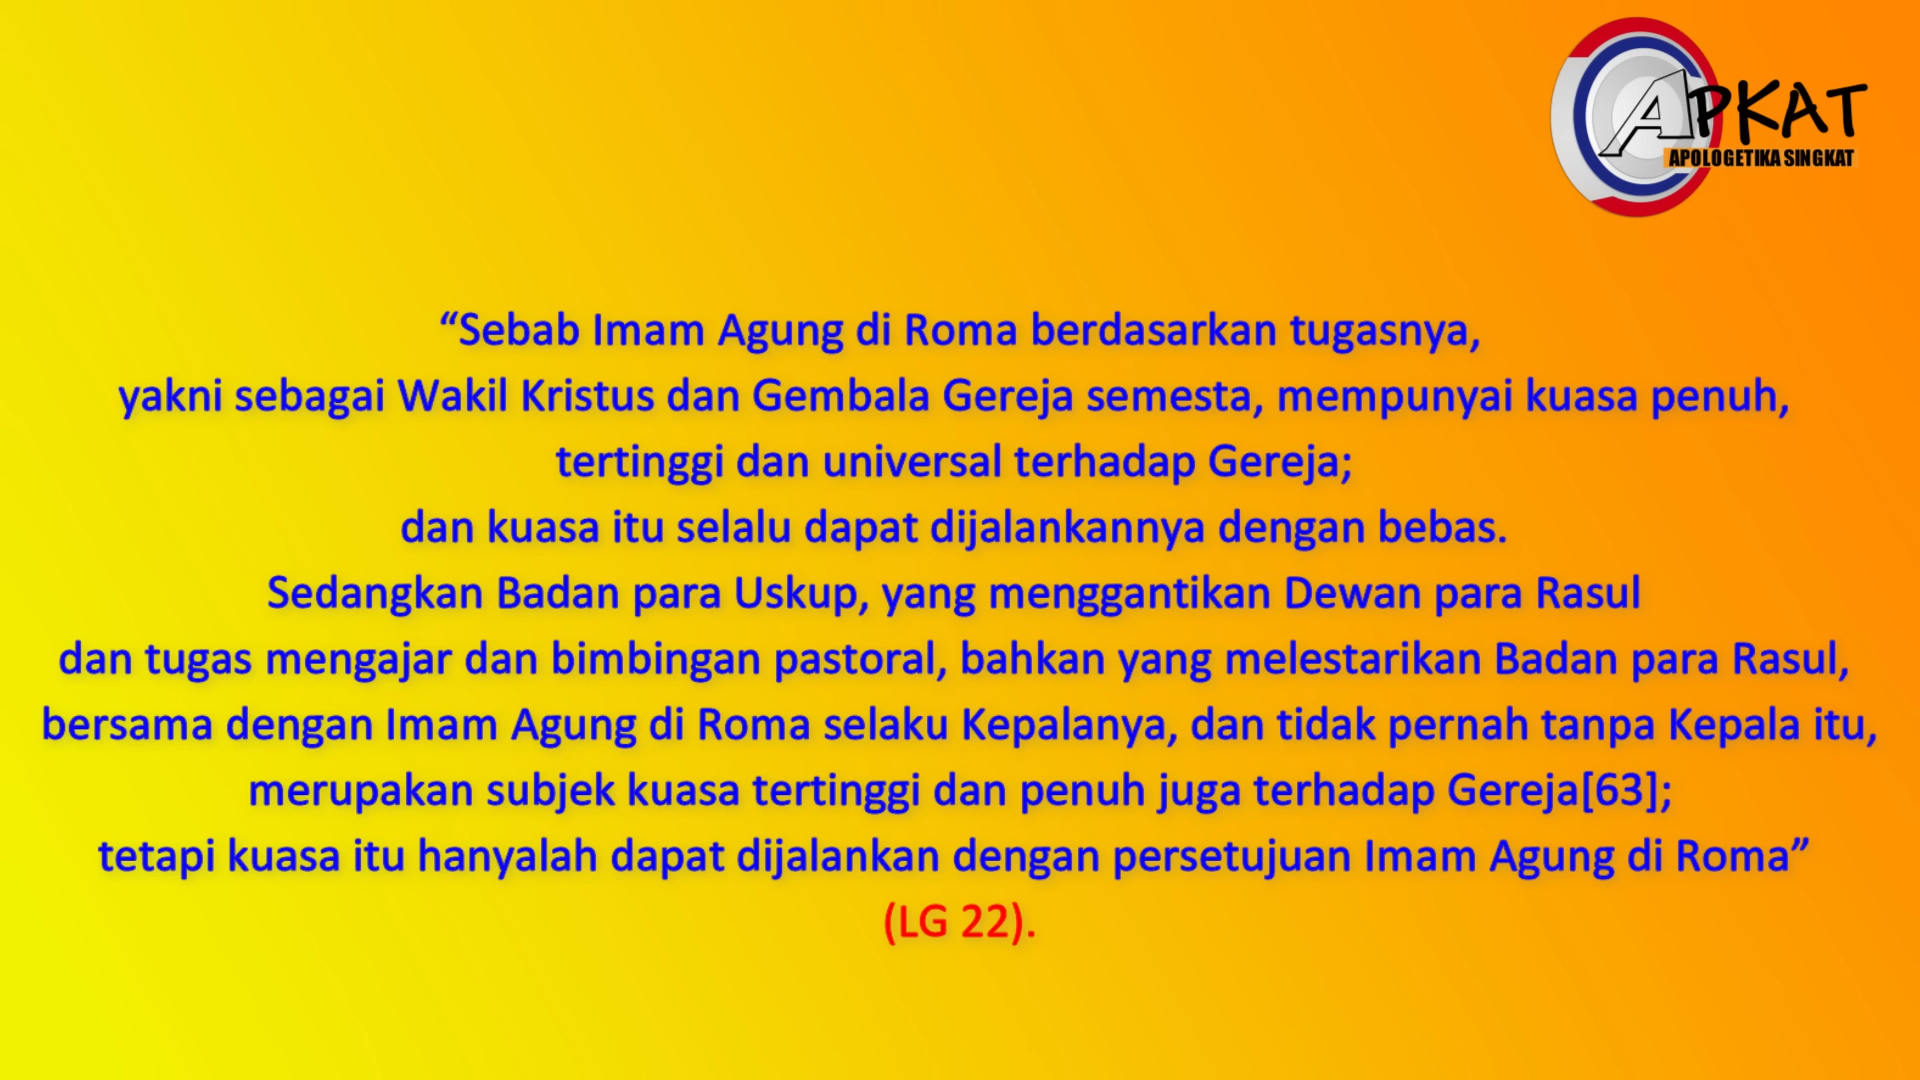 APKAT
APOLOGETIKA SINGKAT
“Sebab Imam Agung di Roma berdasarkan tugasnya,
yakni sebagai Wakil Kristus dan Gembala Gereja semesta, mempunyai kuasa penuh,
tertinggi dan universal terhadap Gereja;
dan kuasa itu selalu dapat dijalankannya dengan bebas.
Sedangkan Badan para Uskup, yang menggantikan Dewan para Rasul
dan tugas mengajar dan bimbingan pastoral, bahkan yang melestarikan Badan para Rasul,
bersama dengan Imam Agung di Roma selaku Kepalanya, dan tidak pernah tanpa Kepala itu,
merupakan subjek kuasa tertinggi dan penuh juga terhadap Gereja[63];
tetapi kuasa itu hanyalah dapat dijalankan dengan persetujuan Imam Agung di Roma”
(LG 22).